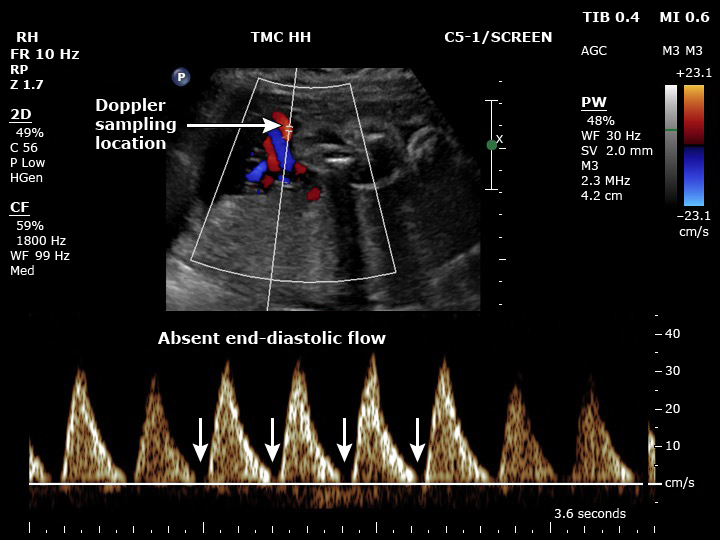 TIB 0.4 MI 0.6
RH
TMC HH
C5-1/SCREEN
FR 10 Hz
RP
Z 1.7
AGC
M3 M3
P
+23.1
2D
49%
C 56
P Low
HGen
Doppler
sampling
location
PW
48%
WF 30 Hz
SV 2.0 mm
M3
2.3 MHz
4.2 cm
X
CF
59%
1800 Hz
WF 99 Hz
Med
−23.1
cm/s
Absent end-diastolic flow
40
30
20
10
cm/s
3.6 seconds